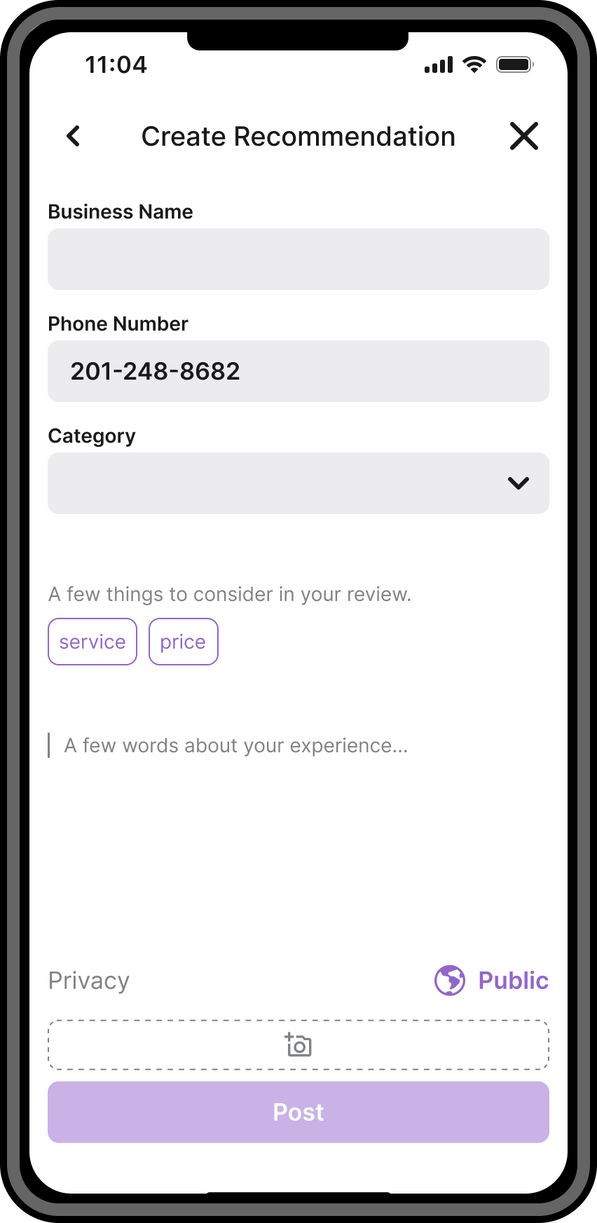 11:04
Create Recommendation
Business Name
Phone Number
201-248-8682
Category
A few things to consider in your review.
service price
A few words about your experience...
Privacy Public
Post